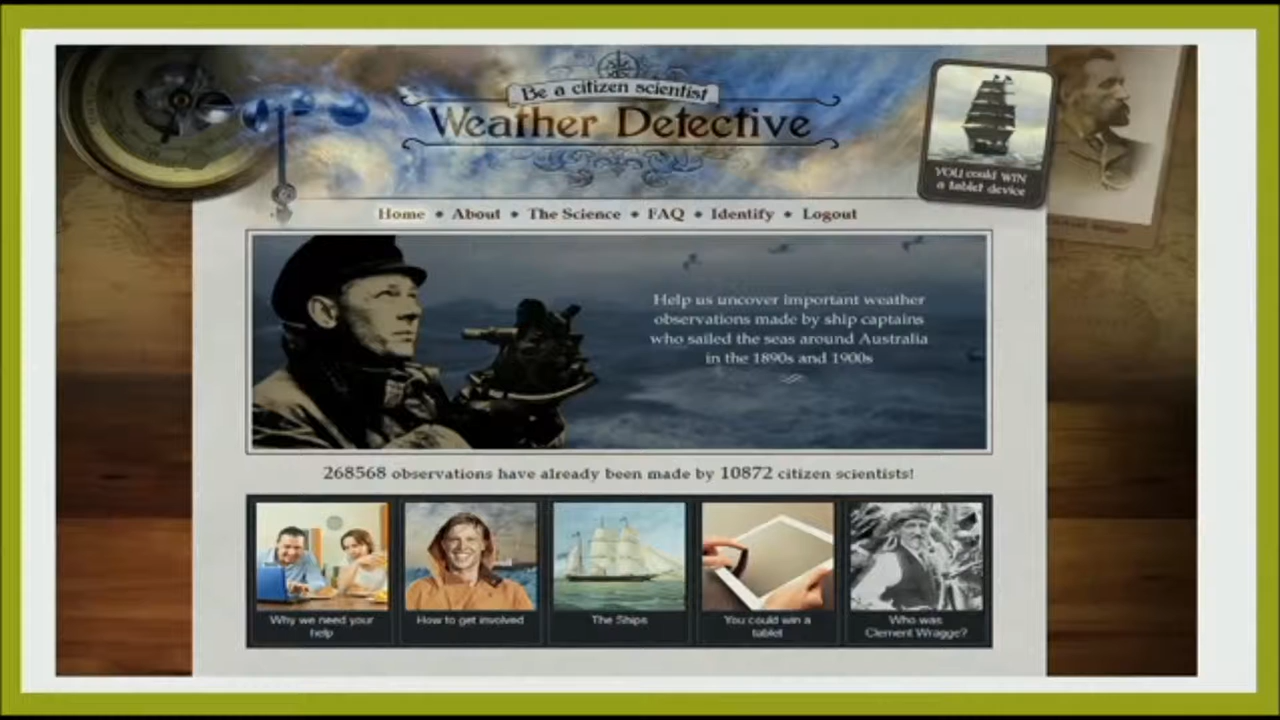 Be a citizen scientist
Weather Detective
YOU could WIN
a tablet device
Home • About • The Science • FAQ • Identify • Logout
Help us uncover important weather
observations made by ship captains
who sailed the seas around Australia
in the 1890s and 1900s
268568 observations have already been made by 10872 citizen scientists!
Why we need your
help
How to get involved
The Ships
You could win a
tablet
Who was
Clement Wragge?